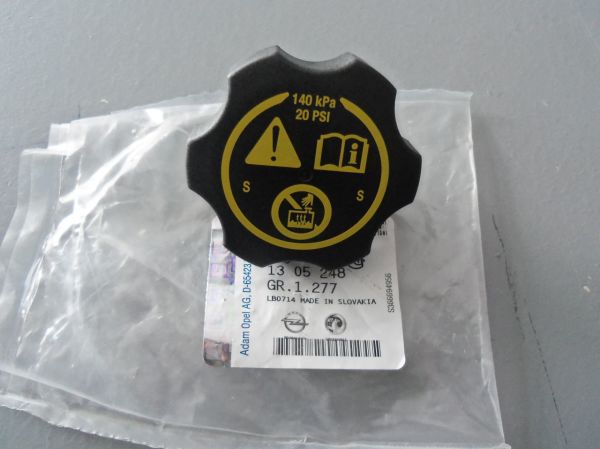 140 kPa
20 PSI
S
S
13 05 248
GR.1.277
LB0714 MADE IN SLOVAKIA
Adam Opel AG, D-65423